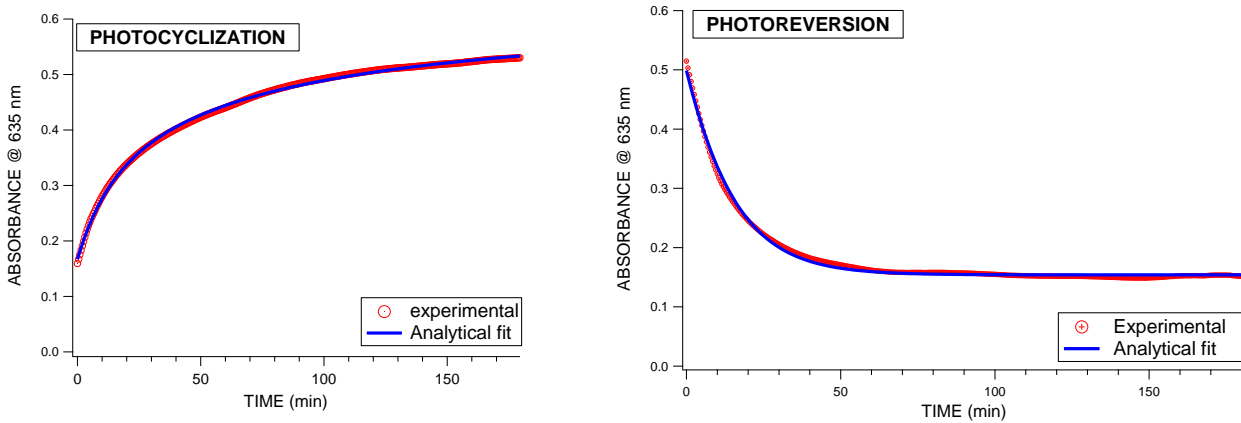 PHOTOCYCLIZATION
ABSORBANCE @ 635 nm
0.6
0.5
0.4
0.3
0.2
0.1
0.0
experimental
Analytical fit
0 50 100 150
TIME (min)
PHOTOREVERSION
ABSORBANCE @ 635 nm
0.6
0.5
0.4
0.3
0.2
0.1
0.0
Experimental
Analytical fit
0 50 100 150
TIME (min)